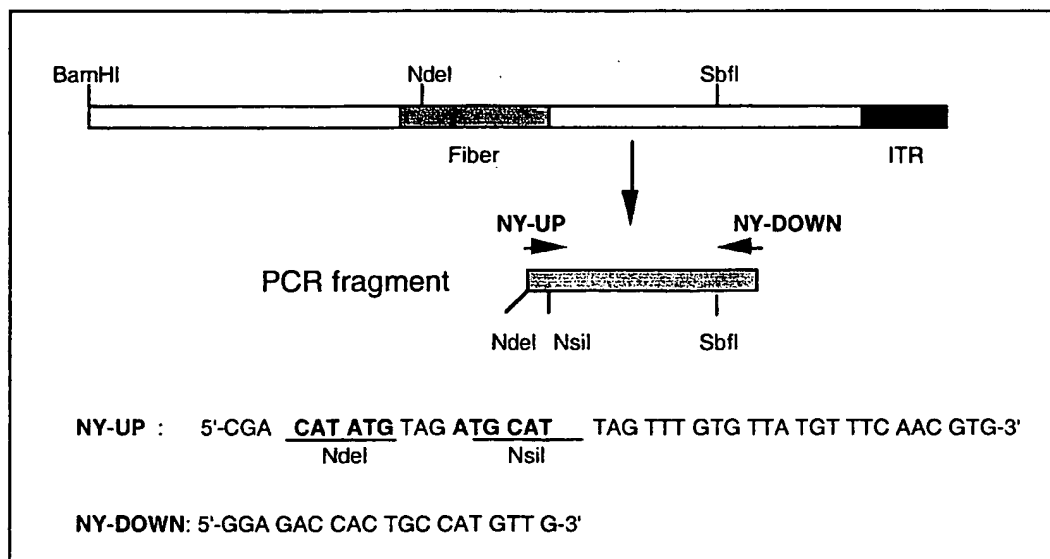 BamHI NdeI SbfI
Fiber ITR
NY-UP NY-DOWN
PCR fragment
NdeI NsiI SbfI
NY-UP : 5'-CGA CAT ATG TAG ATG CAT TAG TTT GTG TTA TGT TTC AAC GTG-3'
NdeI NsiI
NY-DOWN: 5'-GGA GAC CAC TGC CAT GTT G-3'